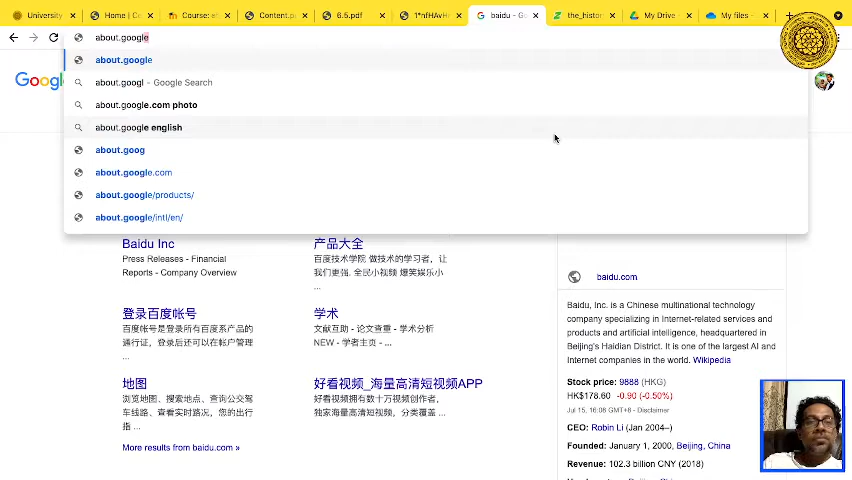 University
Home | C
Course: e
Content.p
6.5.pdf
1*nfHAvH
baidu - Go
the_histor
My Drive
My files -
about.google
Google
about.google
about.googl – Google Search
about.google.com photo
about.google english
about.goog
about.google.com
about.google/products/
about.google/intl/en/
Baidu Inc
Press Releases - Financial
Reports - Company Overview
产品大全
百度技术学院 做技术的学习者，让
我们更强. 全民小视频 爆笑娱乐小
...
登录百度帐号
百度帐号是登录所有百度系产品的
通行证，登录后还可以在帐户管理
...
学术
文献互助 - 论文查重 - 学术分析
NEW - 学者主页 - ...
地图
浏览地图、搜索地点、查询公交驾
车线路、查看实时路况，您的出行
指 ...
好看视频_海量高清短视频APP
好看视频拥有数十万视频创作者，
独家海量高清短视频，分类覆盖 ...
More results from baidu.com »
baidu.com
Baidu, Inc. is a Chinese multinational technology
company specializing in Internet-related services and
products and artificial intelligence, headquartered in
Beijing's Haidian District. It is one of the largest AI and
Internet companies in the world. Wikipedia
Stock price: 9888 (HKG)
HK$178.60 -0.90 (-0.50%)
Jul 15, 16:08 GMT+8 - Disclaimer
CEO: Robin Li (Jan 2004–)
Founded: January 1, 2000, Beijing, China
Revenue: 102.3 billion CNY (2018)